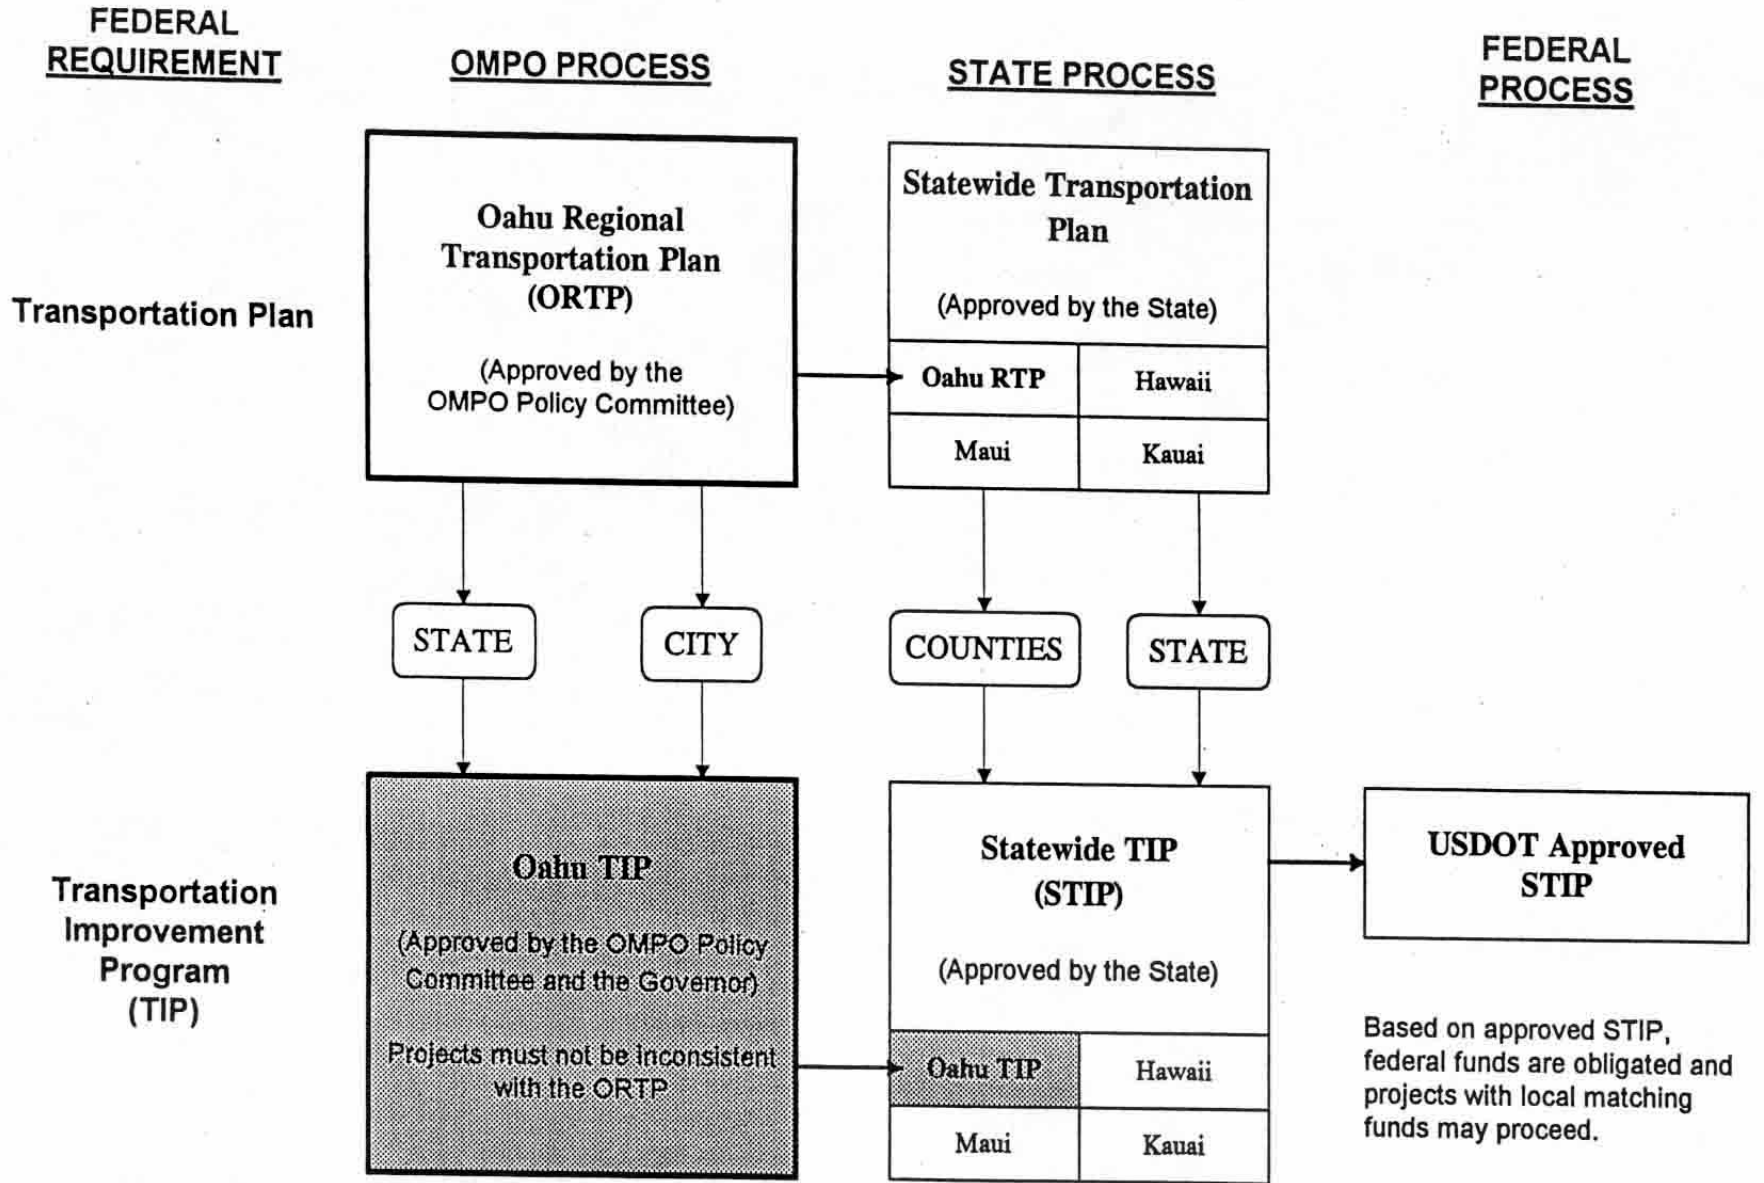 FEDERAL
REQUIREMENT
OMPO PROCESS
STATE PROCESS
FEDERAL
PROCESS
Transportation Plan
Oahu Regional
Transportation Plan
(ORTP)
(Approved by the
OMPO Policy Committee)
Statewide Transportation
Plan
(Approved by the State)
Oahu RTP
Hawaii
Maui
Kauai
STATE
CITY
COUNTIES
STATE
Transportation
Improvement
Program
(TIP)
Oahu TIP
(Approved by the OMPO Policy
Committee and the Governor)
Projects must not be inconsistent
with the ORTP
Statewide TIP
(STIP)
(Approved by the State)
Oahu TIP
Hawaii
Maui
Kauai
USDOT Approved
STIP
Based on approved STIP,
federal funds are obligated and
projects with local matching
funds may proceed.